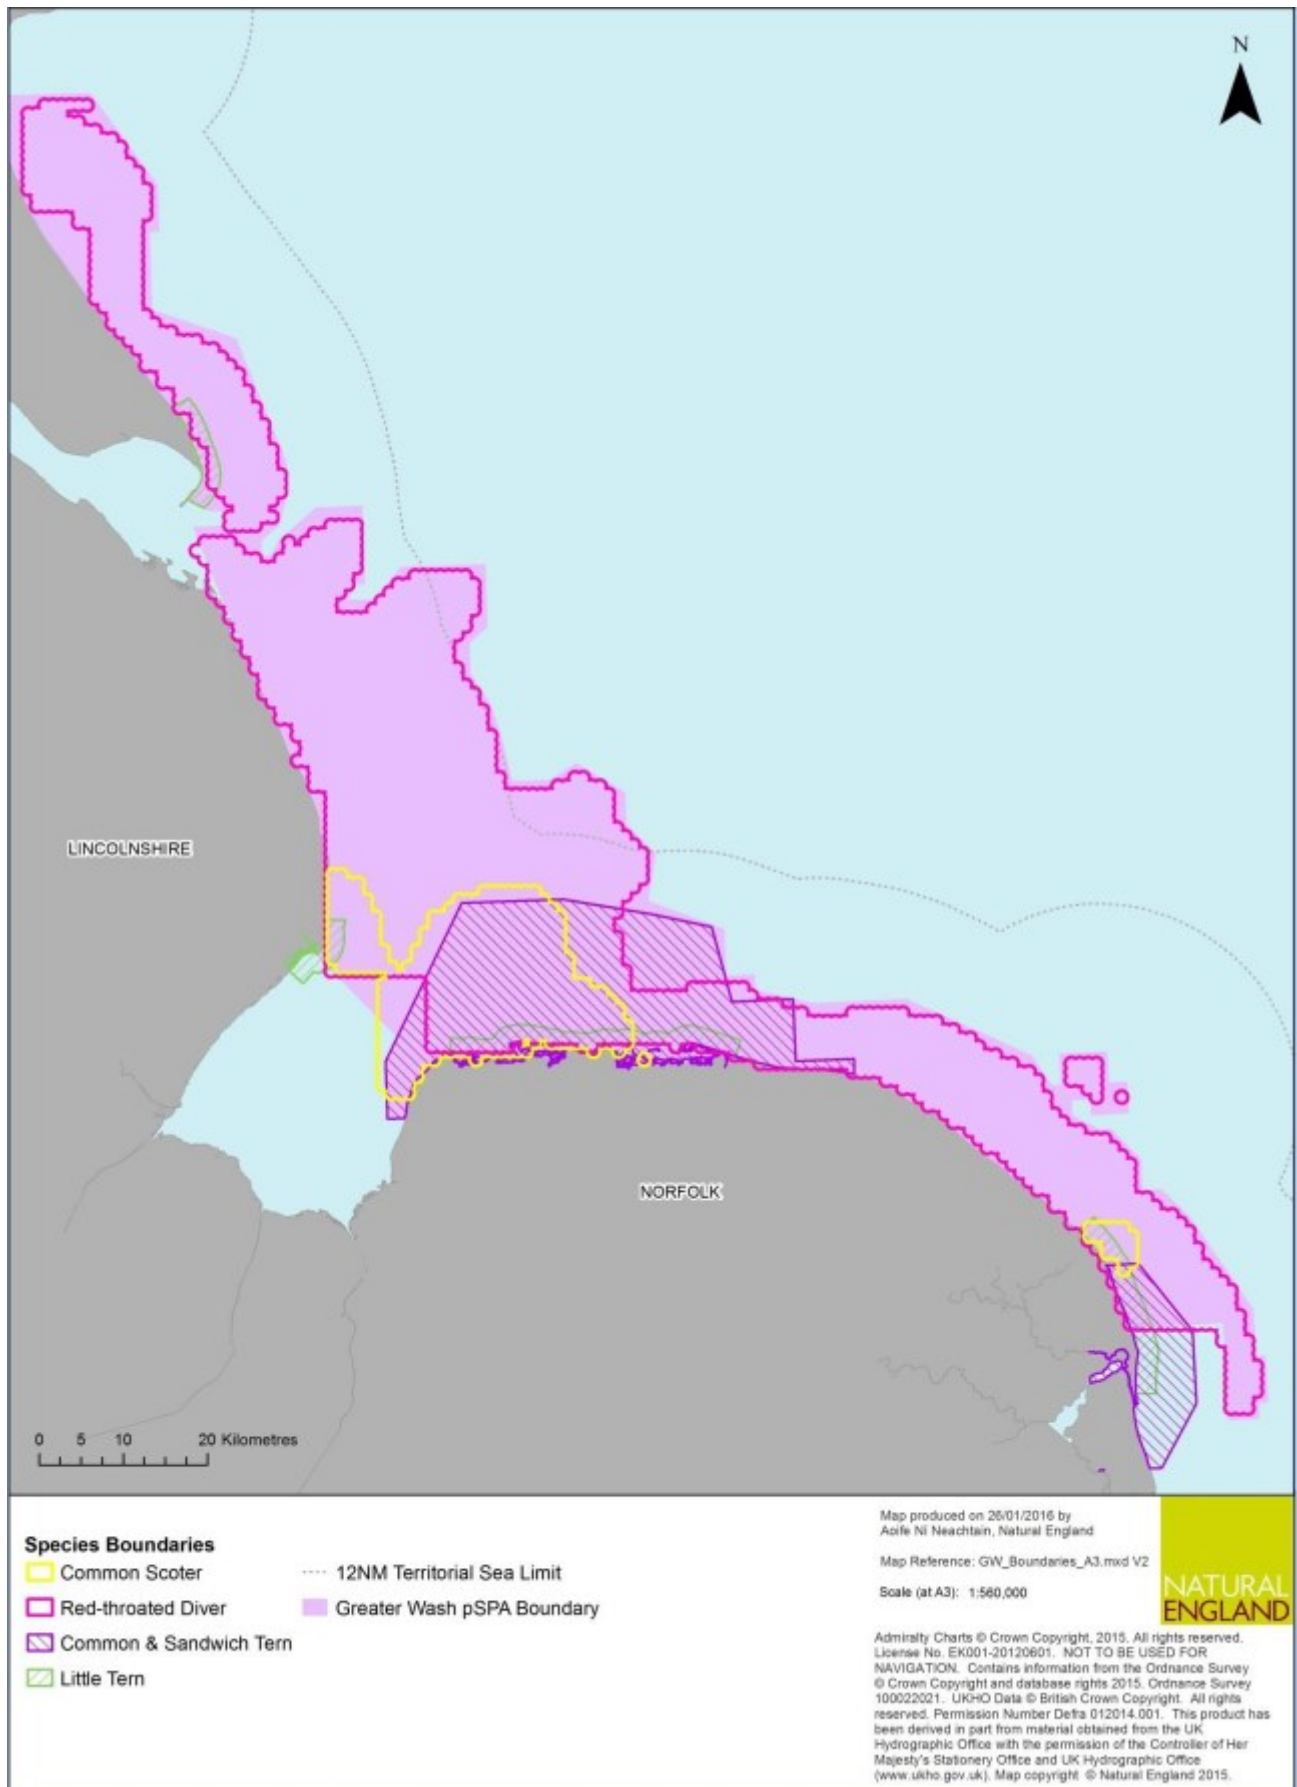 N
LINCOLNSHIRE
NORFOLK
0 5 10 20 Kilometres
Species Boundaries
Common Scoter
Red-throated Diver
Common & Sandwich Tern
Little Tern
12NM Territorial Sea Limit
Greater Wash pSPA Boundary
Map produced on 26/01/2016 by
Aoife Ni Neachtain, Natural England
Map Reference: GW_Boundaries_A3.mxd V2
Scale (at A3): 1:560,000
NATURAL
ENGLAND
Admiralty Charts © Crown Copyright, 2015. All rights reserved.
License No. EK001-20120601. NOT TO BE USED FOR
NAVIGATION. Contains information from the Ordnance Survey
© Crown Copyright and database rights 2015. Ordnance Survey
100022021. UKHO Data © British Crown Copyright. All rights
reserved. Permission Number Defra 012014.001. This product has
been derived in part from material obtained from the UK
Hydrographic Office with the permission of the Controller of Her
Majesty's Stationery Office and UK Hydrographic Office
(www.ukho.gov.uk). Map copyright © Natural England 2015.